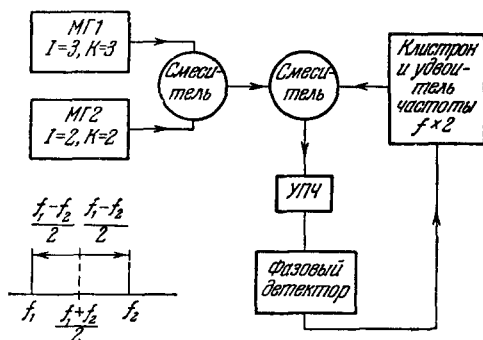 МГ1
I=3, K=3
Смеси-
тель
МГ2
I=2, K=2
Смеси-
тель
Клистрон
и удвои-
тель
частоты
f×2
УПЧ
Фазовый
детектор
f₁-f₂ f₁-f₂
2 2
f₁ f₁+f₂ f₂
2